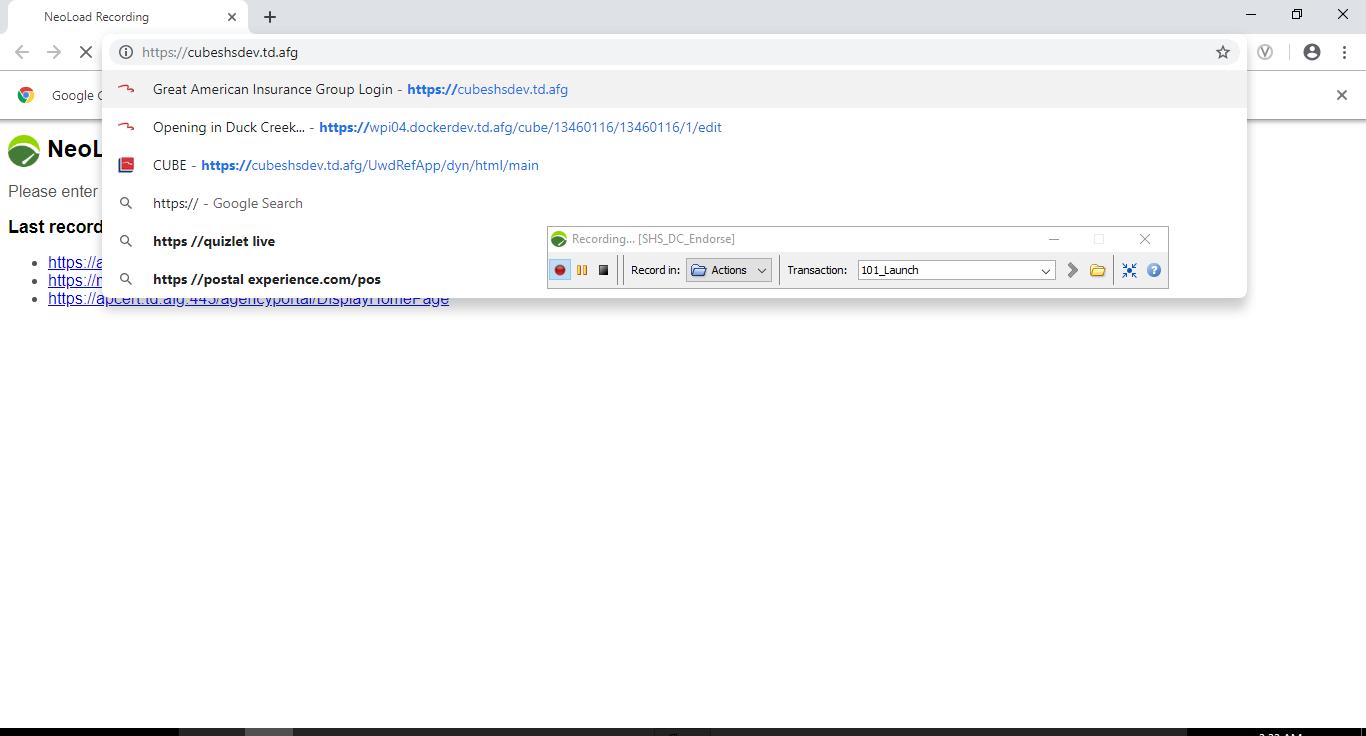 NeoLoad Recording
https://cubeshsdev.td.afg
Great American Insurance Group Login - https://cubeshsdev.td.afg
Google
Opening in Duck Creek... - https://wpi04.dockerdev.td.afg/cube/13460116/13460116/1/edit
CUBE - https://cubeshsdev.td.afg/UwdRefApp/dyn/html/main
Please enter
https:// - Google Search
Last record
https //quizlet live
Recording... [SHS_DC_Endorse]
https://a
Record in: Actions Transaction: 101_Launch
https //postal experience.com/pos
https://apcert.td.afg:443/agencyportal/DisplayHomePage